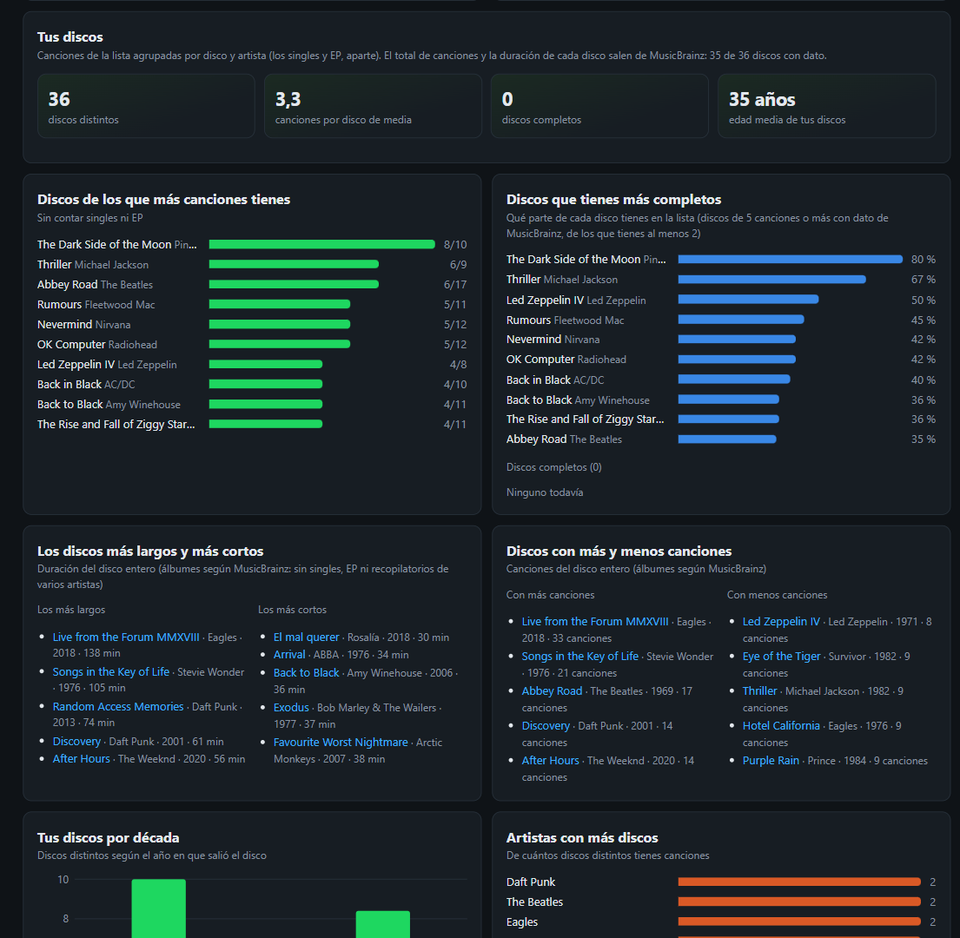 Tus discos
Canciones de la lista agrupadas por disco y artista (los singles y EP, aparte). El total de canciones y la duración de cada disco salen de MusicBrainz: 35 de 36 discos con dato.
36
discos distintos
3,3
canciones por disco de media
0
discos completos
35 años
edad media de tus discos
Discos de los que más canciones tienes
Sin contar singles ni EP
The Dark Side of the Moon Pin... 8/10
Thriller Michael Jackson 6/9
Abbey Road The Beatles 6/17
Rumours Fleetwood Mac 5/11
Nevermind Nirvana 5/12
OK Computer Radiohead 5/12
Led Zeppelin IV Led Zeppelin 4/8
Back in Black AC/DC 4/10
Back to Black Amy Winehouse 4/11
The Rise and Fall of Ziggy Star... 4/11
Discos que tienes más completos
Qué parte de cada disco tienes en la lista (discos de 5 canciones o más con dato de
MusicBrainz, de los que tienes al menos 2)
The Dark Side of the Moon Pin... 80 %
Thriller Michael Jackson 67 %
Led Zeppelin IV Led Zeppelin 50 %
Rumours Fleetwood Mac 45 %
Nevermind Nirvana 42 %
OK Computer Radiohead 42 %
Back in Black AC/DC 40 %
Back to Black Amy Winehouse 36 %
The Rise and Fall of Ziggy Star... 36 %
Abbey Road The Beatles 35 %
Discos completos (0)
Ninguno todavía
Los discos más largos y más cortos
Duración del disco entero (álbumes según MusicBrainz: sin singles, EP ni recopilatorios de
varios artistas)
Los más largos
• Live from the Forum MMXVIII · Eagles ·
2018 · 138 min
• Songs in the Key of Life · Stevie Wonder
· 1976 · 105 min
• Random Access Memories · Daft Punk ·
2013 · 74 min
• Discovery · Daft Punk · 2001 · 61 min
• After Hours · The Weeknd · 2020 · 56 min
Los más cortos
• El mal querer · Rosalía · 2018 · 30 min
• Arrival · ABBA · 1976 · 34 min
• Back to Black · Amy Winehouse · 2006 ·
36 min
• Exodus · Bob Marley & The Wailers ·
1977 · 37 min
• Favourite Worst Nightmare · Arctic
Monkeys · 2007 · 38 min
Discos con más y menos canciones
Canciones del disco entero (álbumes según MusicBrainz)
Con más canciones
• Live from the Forum MMXVIII · Eagles ·
2018 · 33 canciones
• Songs in the Key of Life · Stevie Wonder
· 1976 · 21 canciones
• Abbey Road · The Beatles · 1969 · 17
canciones
• Discovery · Daft Punk · 2001 · 14
canciones
• After Hours · The Weeknd · 2020 · 14
canciones
Con menos canciones
• Led Zeppelin IV · Led Zeppelin · 1971 · 8
canciones
• Eye of the Tiger · Survivor · 1982 · 9
canciones
• Thriller · Michael Jackson · 1982 · 9
canciones
• Hotel California · Eagles · 1976 · 9
canciones
• Purple Rain · Prince · 1984 · 9 canciones
Tus discos por década
Discos distintos según el año en que salió el disco
10
8
Artistas con más discos
De cuántos discos distintos tienes canciones
Daft Punk 2
The Beatles 2
Eagles 2